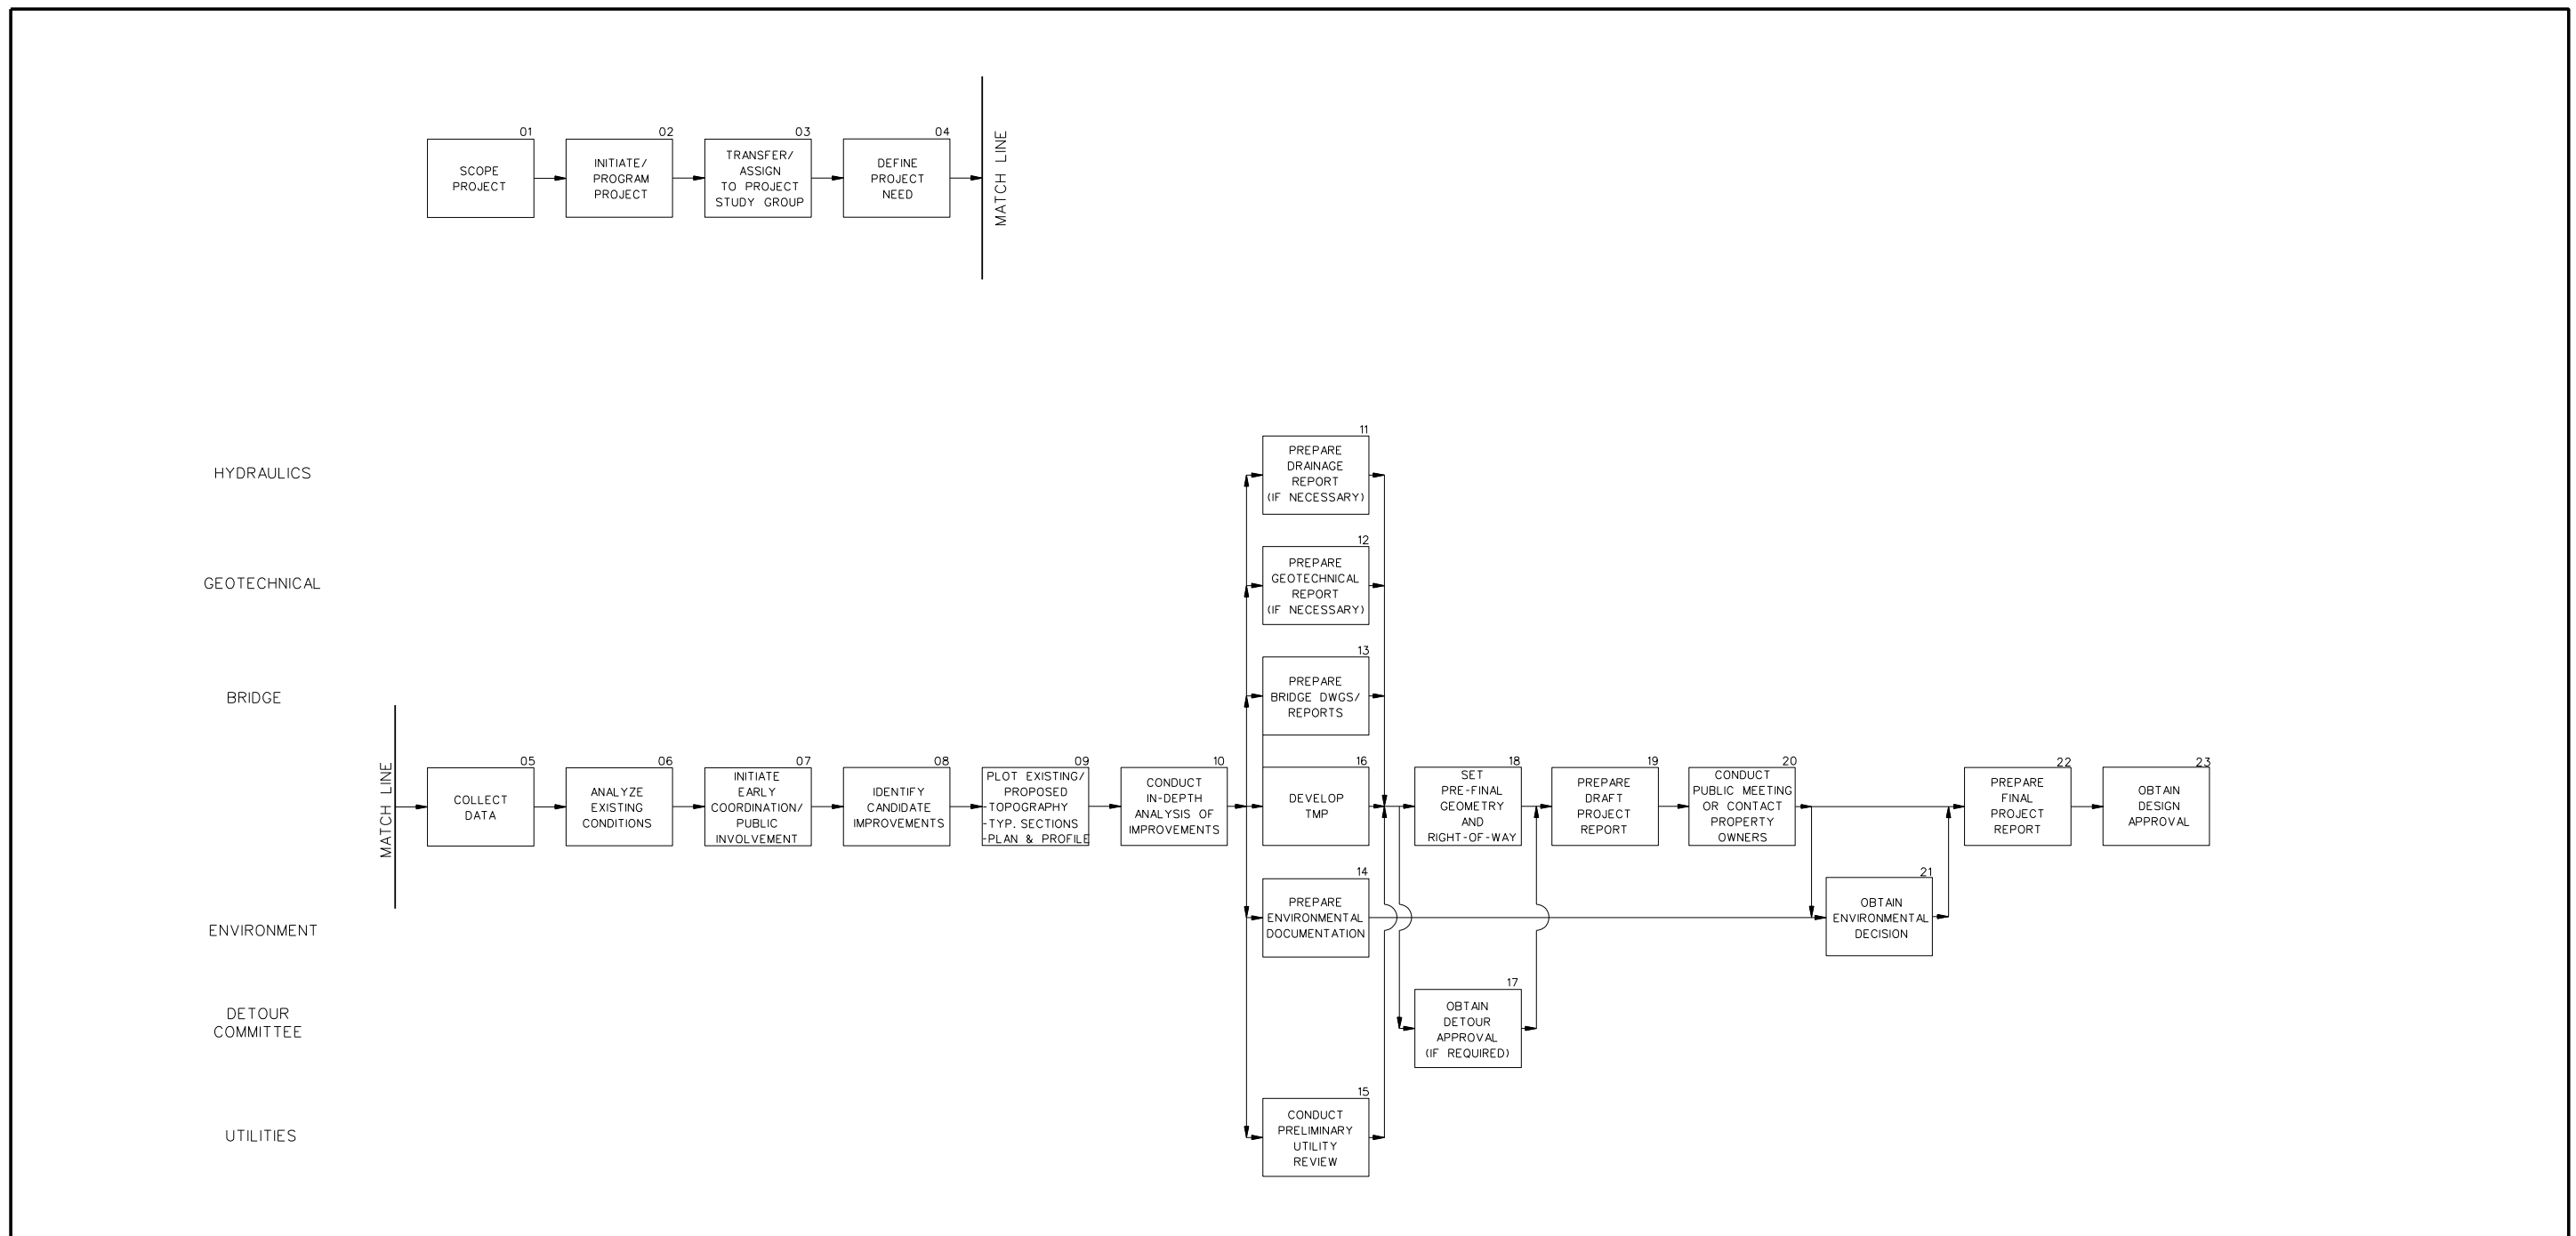 01
SCOPE
PROJECT
02
INITIATE/
PROGRAM
PROJECT
03
TRANSFER/
ASSIGN
TO PROJECT
STUDY GROUP
04
DEFINE
PROJECT
NEED
MATCH LINE
HYDRAULICS
GEOTECHNICAL
BRIDGE
ENVIRONMENT
DETOUR
COMMITTEE
UTILITIES
MATCH LINE
05
COLLECT
DATA
06
ANALYZE
EXISTING
CONDITIONS
07
INITIATE
EARLY
COORDINATION/
PUBLIC
INVOLVEMENT
08
IDENTIFY
CANDIDATE
IMPROVEMENTS
09
PLOT EXISTING/
PROPOSED
-TOPOGRAPHY
-TYP. SECTIONS
-PLAN & PROFILE
10
CONDUCT
IN-DEPTH
ANALYSIS OF
IMPROVEMENTS
11
PREPARE
DRAINAGE
REPORT
(IF NECESSARY)
12
PREPARE
GEOTECHNICAL
REPORT
(IF NECESSARY)
13
PREPARE
BRIDGE DWGS/
REPORTS
16
DEVELOP
TMP
14
PREPARE
ENVIRONMENTAL
DOCUMENTATION
15
CONDUCT
PRELIMINARY
UTILITY
REVIEW
18
SET
PRE-FINAL
GEOMETRY
AND
RIGHT-OF-WAY
17
OBTAIN
DETOUR
APPROVAL
(IF REQUIRED)
19
PREPARE
DRAFT
PROJECT
REPORT
20
CONDUCT
PUBLIC MEETING
OR CONTACT
PROPERTY
OWNERS
21
OBTAIN
ENVIRONMENTAL
DECISION
22
PREPARE
FINAL
PROJECT
REPORT
23
OBTAIN
DESIGN
APPROVAL